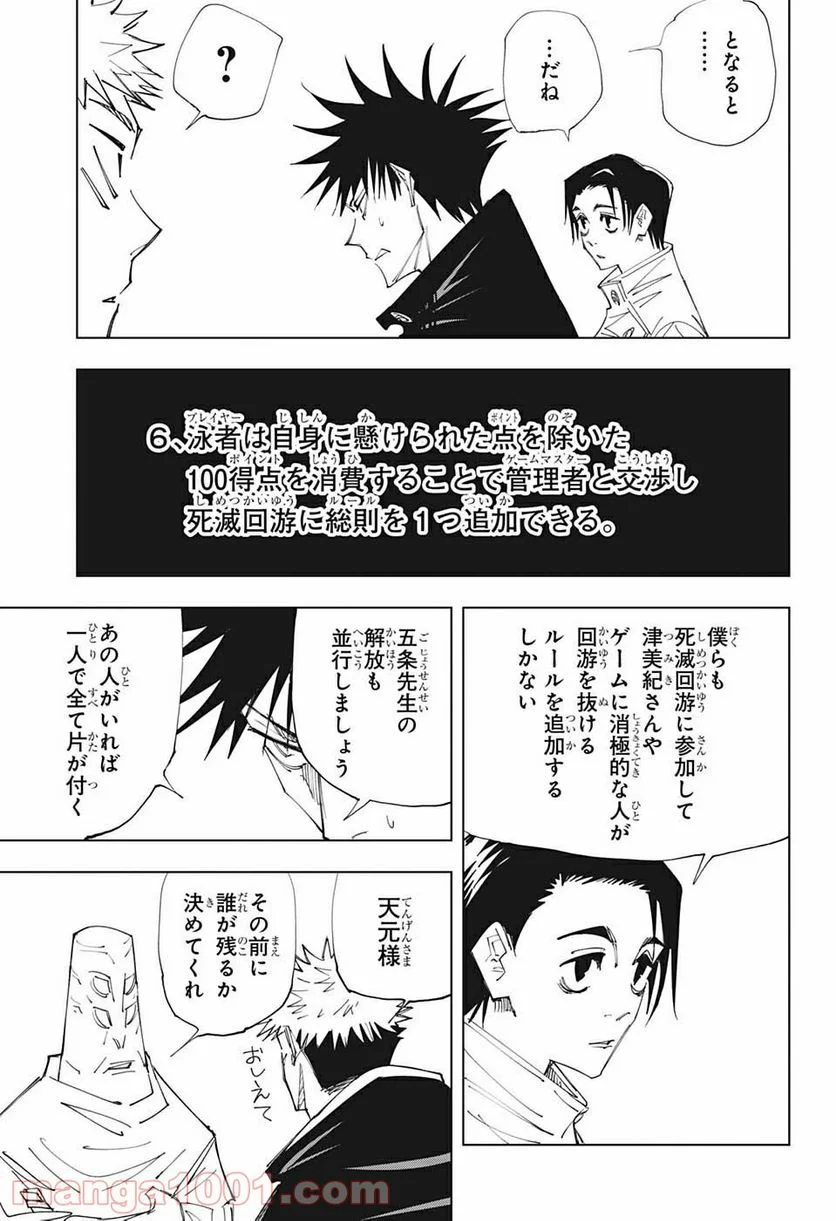 となると
……
…だね
?
6、泳者は自身に懸けられた点を除いた
100得点を消費することで管理者と交渉し
死滅回游に総則を1つ追加できる。
僕らも
死滅回游に参加して
津美紀さんや
ゲームに消極的な人が
回游を抜ける
ルールを追加する
しかない
五条先生の
解放も
並行しましょう
あの人がいれば
一人で全て片が付く
天元様
おしえて
その前に
誰が残るか
決めてくれ
manga1001.com